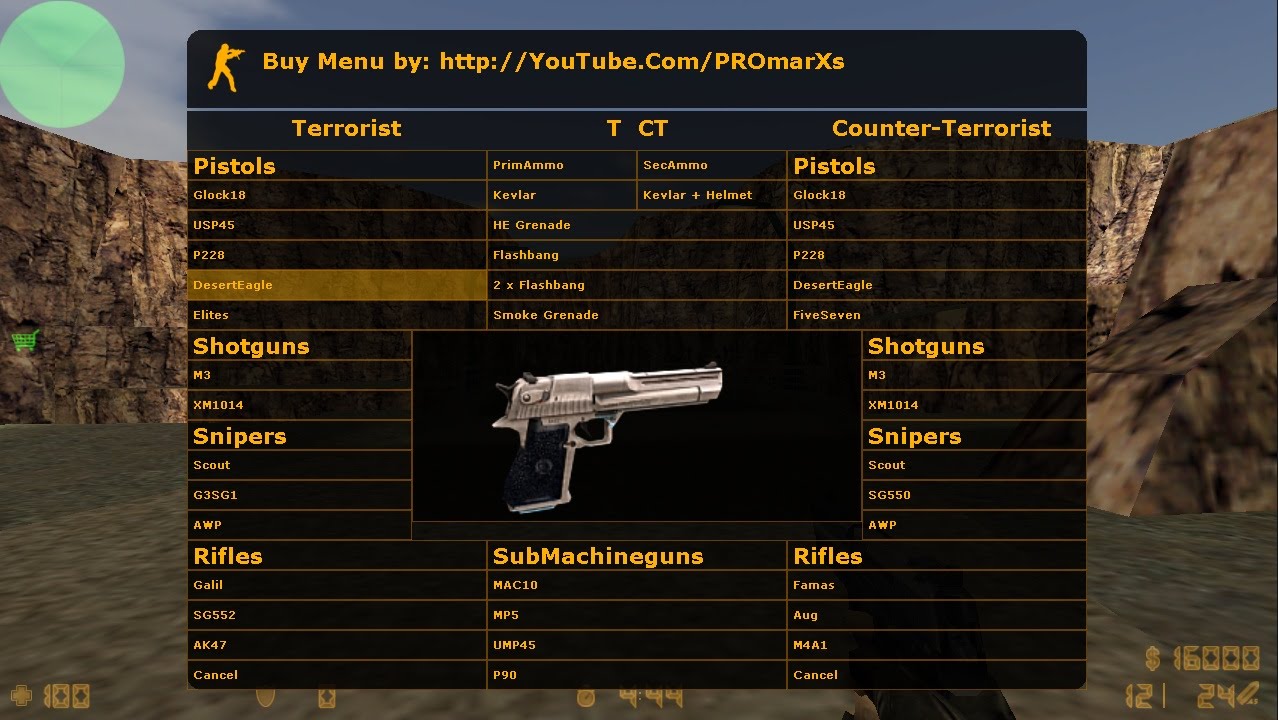 Buy Menu by: http://YouTube.Com/PROmarXs
Terrorist
T CT
Counter-Terrorist
Pistols
PrimAmmo
SecAmmo
Pistols
Glock18
Kevlar
Kevlar + Helmet
Glock18
USP45
HE Grenade
USP45
P228
Flashbang
P228
DesertEagle
2 x Flashbang
DesertEagle
Elites
Smoke Grenade
FiveSeven
Shotguns
Shotguns
M3
M3
XM1014
XM1014
Snipers
Snipers
Scout
Scout
G3SG1
SG550
AWP
AWP
Rifles
SubMachineguns
Rifles
Galil
MAC10
Famas
SG552
MP5
Aug
AK47
UMP45
M4A1
Cancel
P90
Cancel
$ 16000
100
0
4:44
12| 24